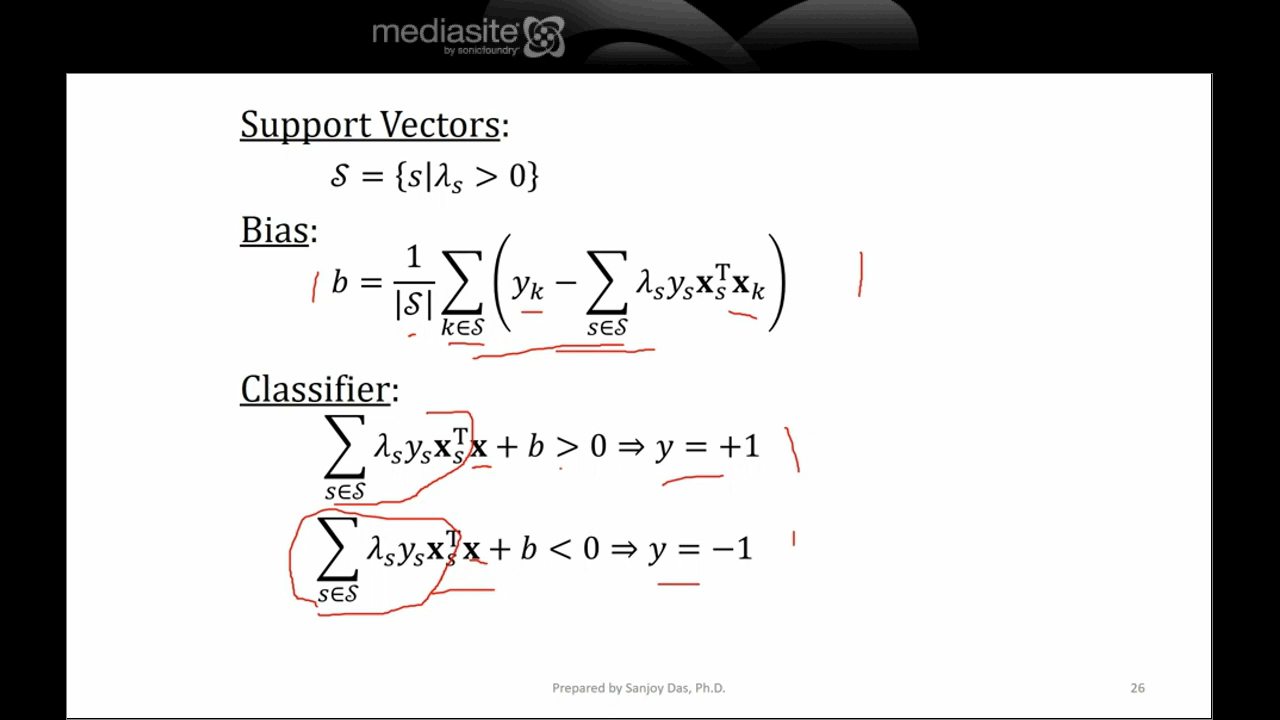 mediasite
by sonicfoundry
Support Vectors:
𝒮 = {s|λₛ > 0}
Bias:
b = 1/|𝒮| ∑_{k∈𝒮} (y_k − ∑_{s∈𝒮} λ_s y_s 𝐱_s^T 𝐱_k)
Classifier:
∑_{s∈𝒮} λ_s y_s 𝐱_s^T 𝐱 + b > 0 ⇒ y = +1
∑_{s∈𝒮} λ_s y_s 𝐱_s^T 𝐱 + b < 0 ⇒ y = −1
Prepared by Sanjoy Das, Ph.D.
26